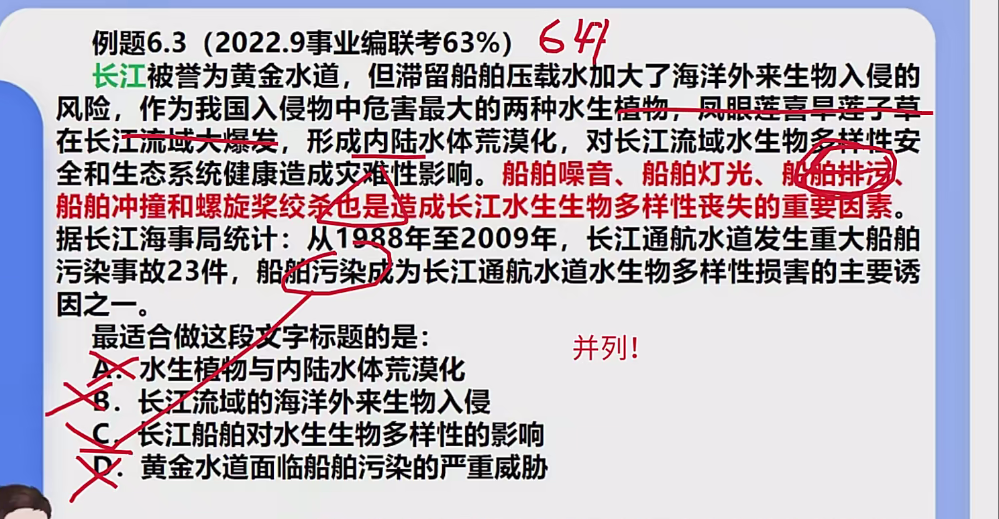 例题6.3（2022.9事业编联考63%） 64%
长江被誉为黄金水道，但滞留船舶压载水加大了海洋外来生物入侵的
风险，作为我国入侵物中危害最大的两种水生植物，凤眼莲喜旱莲子草
在长江流域大爆发，形成内陆水体荒漠化，对长江流域水生物多样性安
全和生态系统健康造成灾难性影响。船舶噪音、船舶灯光、船舶排污、
船舶冲撞和螺旋桨绞杀也是造成长江水生生物多样性丧失的重要因素。
据长江海事局统计：从1988年至2009年，长江通航水道发生重大船舶
污染事故23件，船舶污染成为长江通航水道水生物多样性损害的主要诱
因之一。
最适合做这段文字标题的是：
并列！
A．水生植物与内陆水体荒漠化
B．长江流域的海洋外来生物入侵
C．长江船舶对水生生物多样性的影响
D．黄金水道面临船舶污染的严重威胁